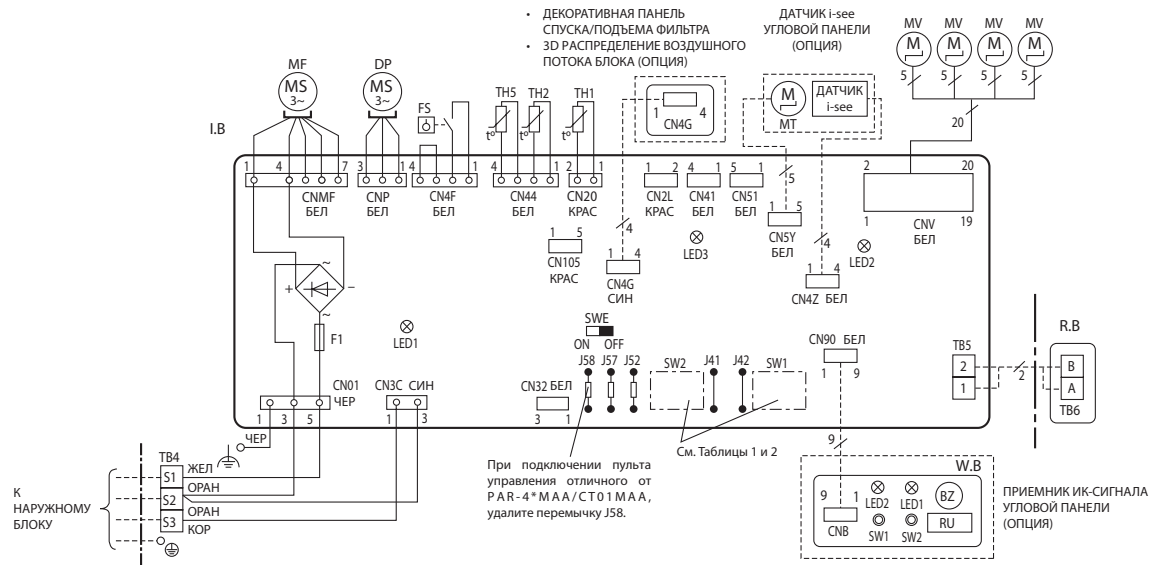 • ДЕКОРАТИВНАЯ ПАНЕЛЬ
СПУСКА/ПОДЪЕМА ФИЛЬТРА
• 3D РАСПРЕДЕЛЕНИЕ ВОЗДУШНОГО
ПОТОКА БЛОКА (ОПЦИЯ)
ДАТЧИК i-see
УГЛОВОЙ ПАНЕЛИ
(ОПЦИЯ)
MV MV MV MV
M M M M
5 5 5 5
20
MF
MS
3~
DP
MS
3~
FS
TH5 TH2 TH1
t° t° t°
1 4
CN4G
M
MT
ДАТЧИК
i-see
I.B
1 4 7
CNMF
БЕЛ
3 1
CNP
БЕЛ
4 1
CN4F
БЕЛ
4 1
CN44
БЕЛ
2 1
CN20
КРАС
1 2
CN2L
КРАС
4 1
CN41
БЕЛ
5 1
CN51
БЕЛ
5
1 5
CN5Y
БЕЛ
2 20
1 19
CNV
БЕЛ
1 5
CN105
КРАС
4
1 4
CN4G
СИН
LED3
4
1 4
CN4Z БЕЛ
LED2
~
+ −
~
F1
LED1
SWE
ON OFF
J58 J57 J52
SW2
J41 J42
SW1
CN90 БЕЛ
1 9
TB5
2
1
2
R.B
B
A
TB6
CN01
ЧЕР
1 3 5
CN3C СИН
1 3
CN32 БЕЛ
3 1
ЧЕР
TB4
S1
S2
S3
ЖЕЛ
ОРАН
ОРАН
КОР
К
НАРУЖНОМУ
БЛОКУ
При подключении пульта
управления отличного от
PAR-4*MAA/CT01MAA,
удалите перемычку J58.
См. Таблицы 1 и 2
9
W.B
9 1
CNB
LED2 LED1
SW1 SW2
BZ
RU
ПРИЕМНИК ИК-СИГНАЛА
УГЛОВОЙ ПАНЕЛИ
(ОПЦИЯ)